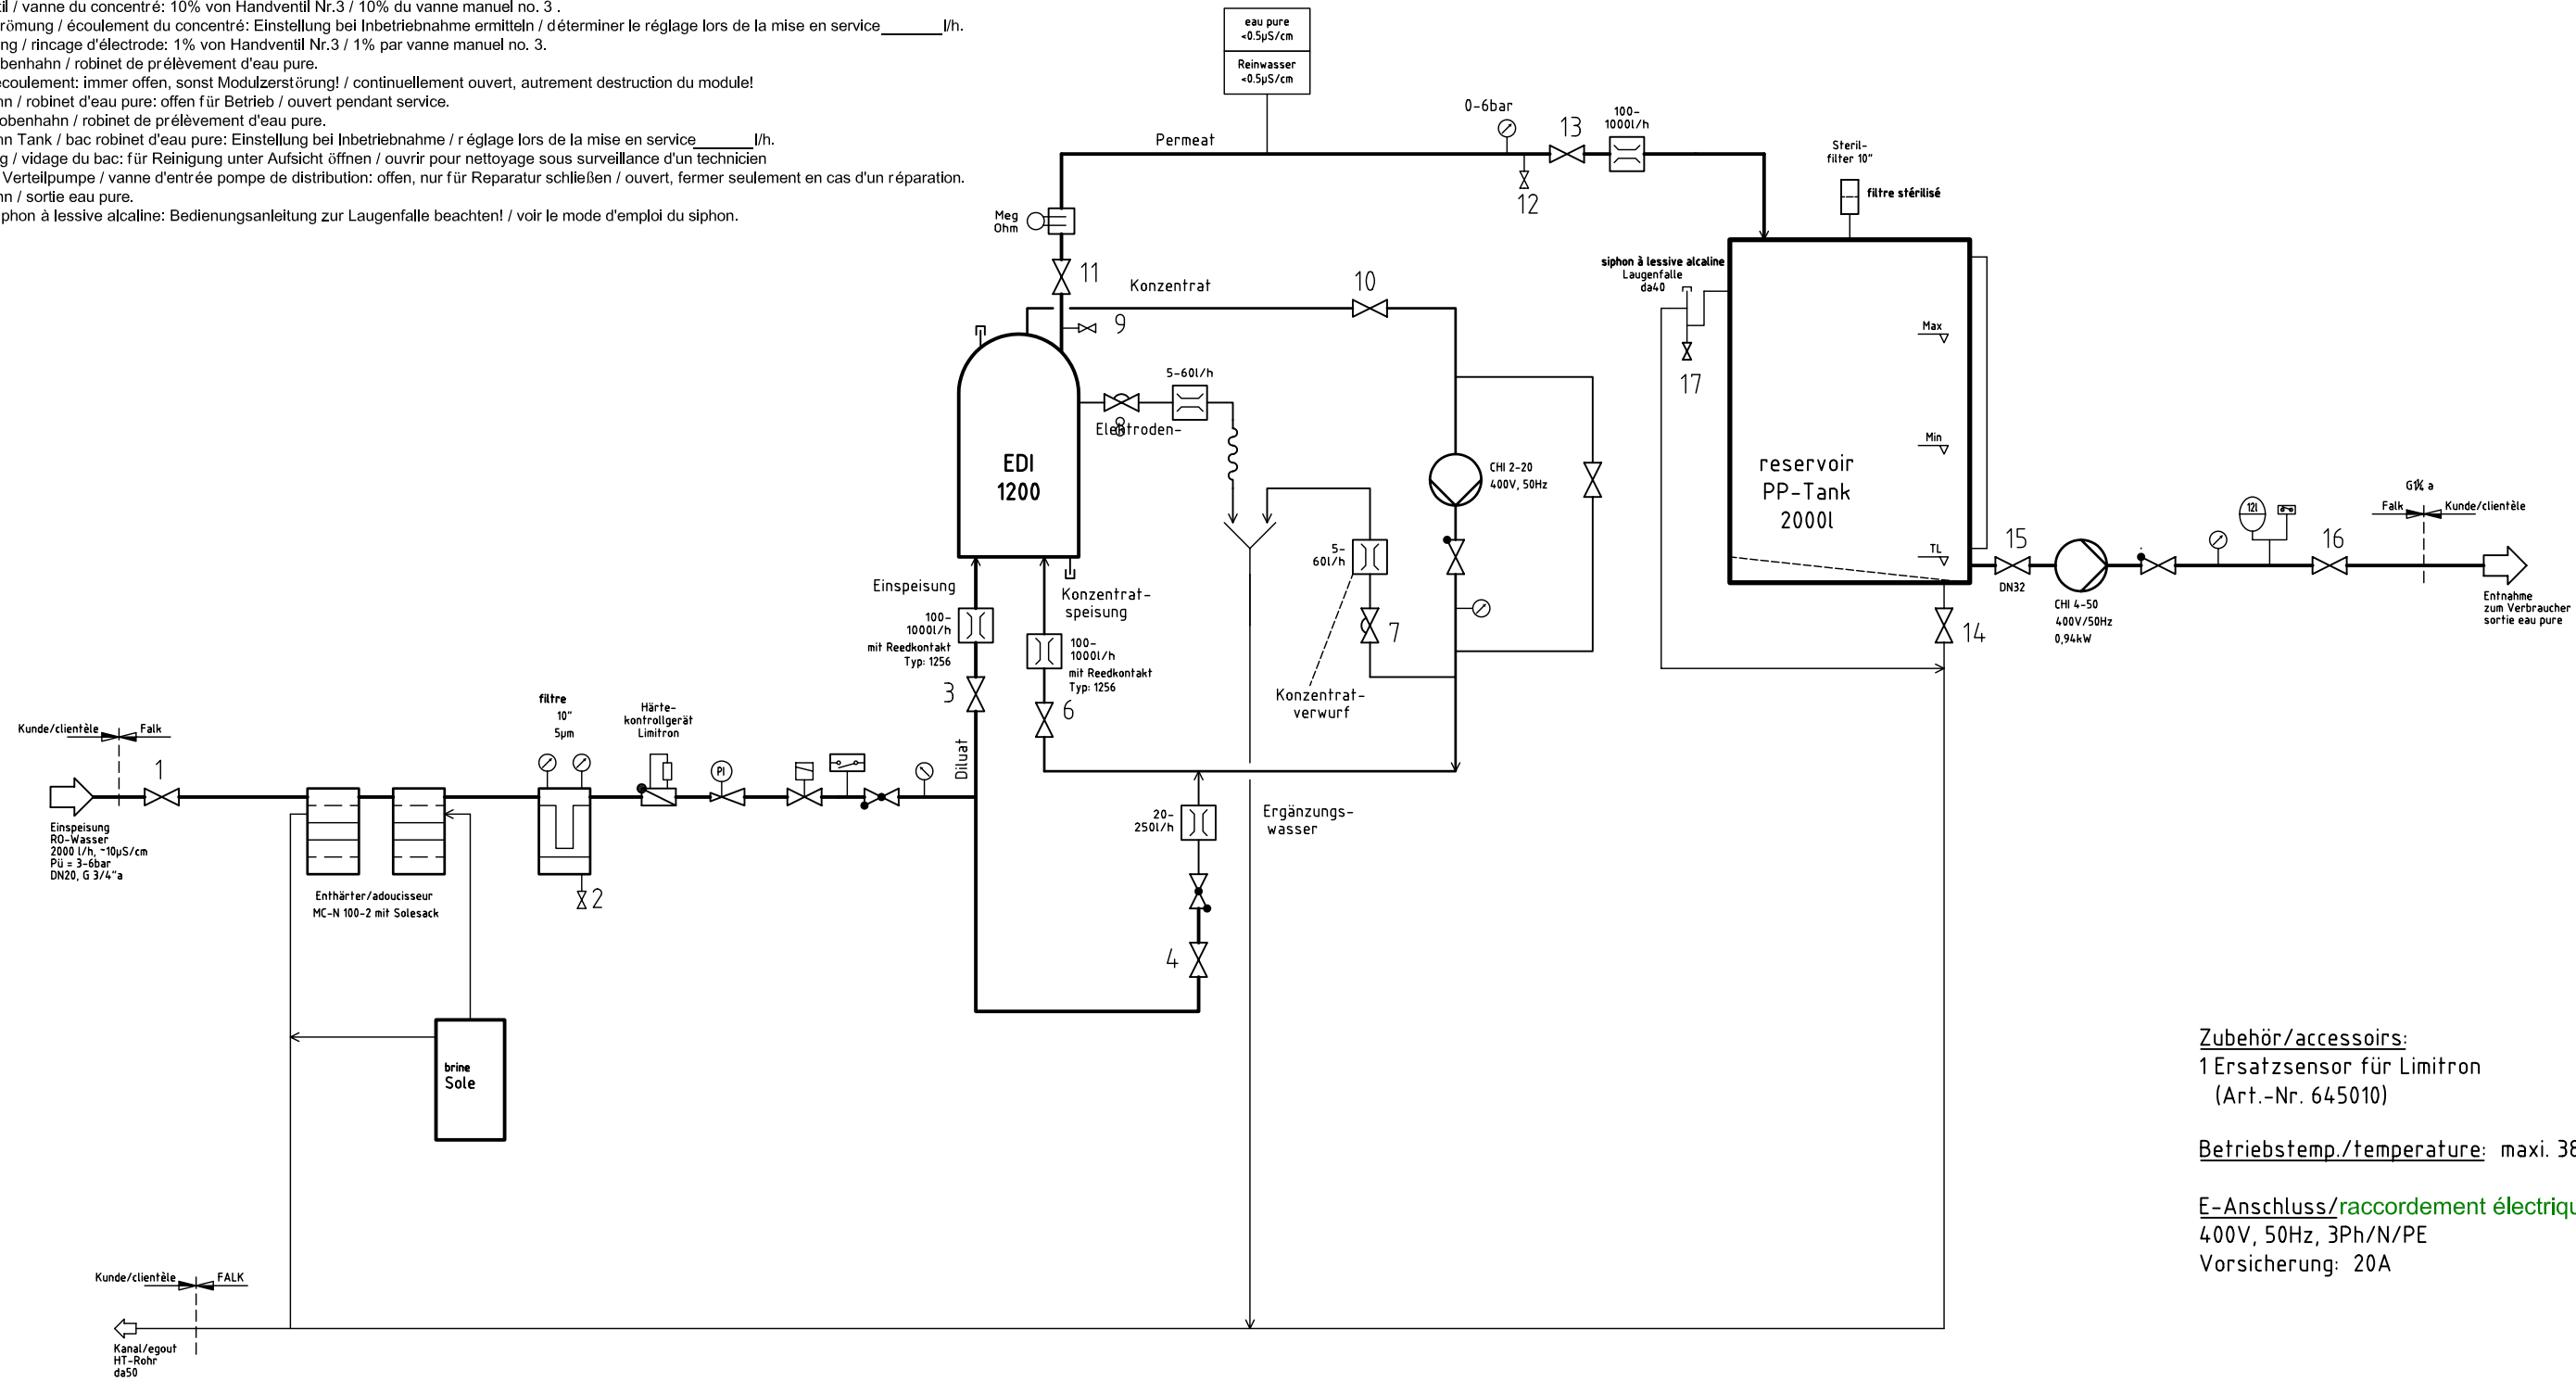 til / vanne du concentré: 10% von Handventil Nr.3 / 10% du vanne manuel no. 3 .
römung / écoulement du concentré: Einstellung bei Inbetriebnahme ermitteln / déterminer le réglage lors de la mise en service_______l/h.
ng / rincage d'électrode: 1% von Handventil Nr.3 / 1% par vanne manuel no. 3.
benhahn / robinet de prélèvement d'eau pure.
écoulement: immer offen, sonst Modulzerstörung! / continuellement ouvert, autrement destruction du module!
hn / robinet d'eau pure: offen für Betrieb / ouvert pendant service.
obenhahn / robinet de prélèvement d'eau pure.
hn Tank / bac robinet d'eau pure: Einstellung bei Inbetriebnahme / réglage lors de la mise en service_______l/h.
g / vidage du bac: für Reinigung unter Aufsicht öffnen / ouvrir pour nettoyage sous surveillance d'un technicien
Verteilpumpe / vanne d'entrée pompe de distribution: offen, nur für Reparatur schließen / ouvert, fermer seulement en cas d'un réparation.
hn / sortie eau pure.
phon à lessive alcaline: Bedienungsanleitung zur Laugenfalle beachten! / voir le mode d'emploi du siphon.
eau pure
<0.5µS/cm
Reinwasser
<0.5µS/cm
Permeat
0-6bar
12
13
100-
1000l/h
Steril-
filter 10"
filtre stérilisé
Meg
Ohm
11
Konzentrat
10
9
siphon à lessive alcaline
Laugenfalle
da40
17
Max
Min
TL
reservoir
PP-Tank
2000l
5-60l/h
8
Elektroden-
EDI
1200
CHI 2-20
400V, 50Hz
5-
60l/h
7
Konzentrat-
verwurf
15
DN32
CHI 4-50
400V/50Hz
0,94kW
14
12l
16
G1¼ a
Falk
Kunde/clientèle
Entnahme
zum Verbraucher
sortie eau pure
Einspeisung
100-
1000l/h
mit Reedkontakt
Typ: 1256
3
Konzentrat-
speisung
100-
1000l/h
mit Reedkontakt
Typ: 1256
6
Diluat
Kunde/clientèle
Falk
1
Einspeisung
RO-Wasser
2000 l/h, ~10µS/cm
Pü = 3-6bar
DN20, G 3/4"a
Enthärter/adoucisseur
MC-N 100-2 mit Solesack
filtre
10"
5µm
2
Härte-
kontrollgerät
Limitron
PI
20-
250l/h
4
Ergänzungs-
wasser
brine
Sole
Kunde/clientèle
FALK
Kanal/egout
HT-Rohr
da50
Zubehör/accessoirs:
1 Ersatzsensor für Limitron
(Art.-Nr. 645010)
Betriebstemp./temperature: maxi. 38
E-Anschluss/raccordement électriqu
400V, 50Hz, 3Ph/N/PE
Vorsicherung: 20A